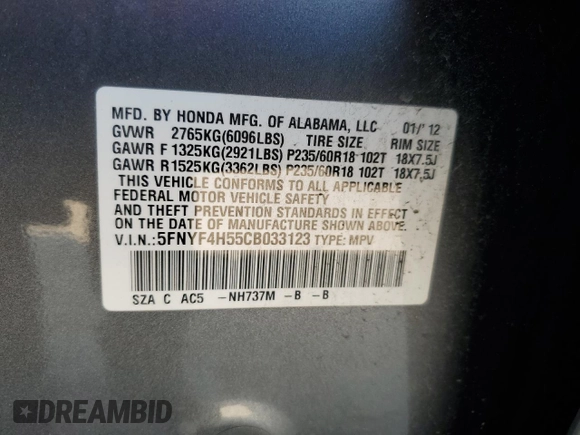 MFD. BY HONDA MFG. OF ALABAMA, LLC 01/'12
GVWR 2765KG(6096LBS) TIRE SIZE RIM SIZE
GAWR F 1325KG(2921LBS) P235/60R18 102T 18X7.5J
GAWR R 1525KG(3362LBS) P235/60R18 102T 18X7.5J
THIS VEHICLE CONFORMS TO ALL APPLICABLE
FEDERAL MOTOR VEHICLE SAFETY
AND THEFT PREVENTION STANDARDS IN EFFECT
ON THE DATE OF MANUFACTURE SHOWN ABOVE.
V.I.N.: 5FNYF4H55CB033123 TYPE: MPV
SZA C AC5 -NH737M -B -B
DREAMBID